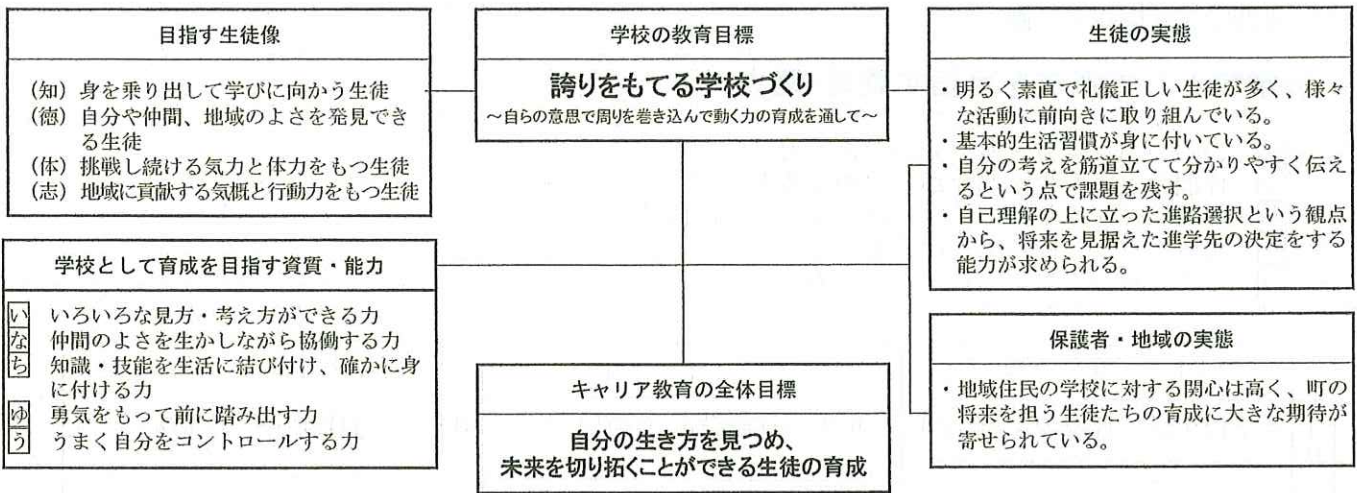 目指す生徒像
(知) 身を乗り出して学びに向かう生徒
(徳) 自分や仲間、地域のよさを発見でき
る生徒
(体) 挑戦し続ける気力と体力をもつ生徒
(志) 地域に貢献する気概と行動力をもつ生徒
学校の教育目標
誇りをもてる学校づくり
～自らの意思で周りを巻き込んで動く力の育成を通して～
生徒の実態
・明るく素直で礼儀正しい生徒が多く、様々
な活動に前向きに取り組んでいる。
・基本的生活習慣が身に付いている。
・自分の考えを筋道立てて分かりやすく伝え
るという点で課題を残す。
・自己理解の上に立った進路選択という観点
から、将来を見据えた進学先の決定をする
能力が求められる。
学校として育成を目指す資質・能力
い いろいろな見方・考え方ができる力
な 仲間のよさを生かしながら協働する力
ち 知識・技能を生活に結び付け、確かに身
に付ける力
ゆ 勇気をもって前に踏み出す力
う うまく自分をコントロールする力
キャリア教育の全体目標
自分の生き方を見つめ、
未来を切り拓くことができる生徒の育成
保護者・地域の実態
・地域住民の学校に対する関心は高く、町の
将来を担う生徒たちの育成に大きな期待が
寄せられている。